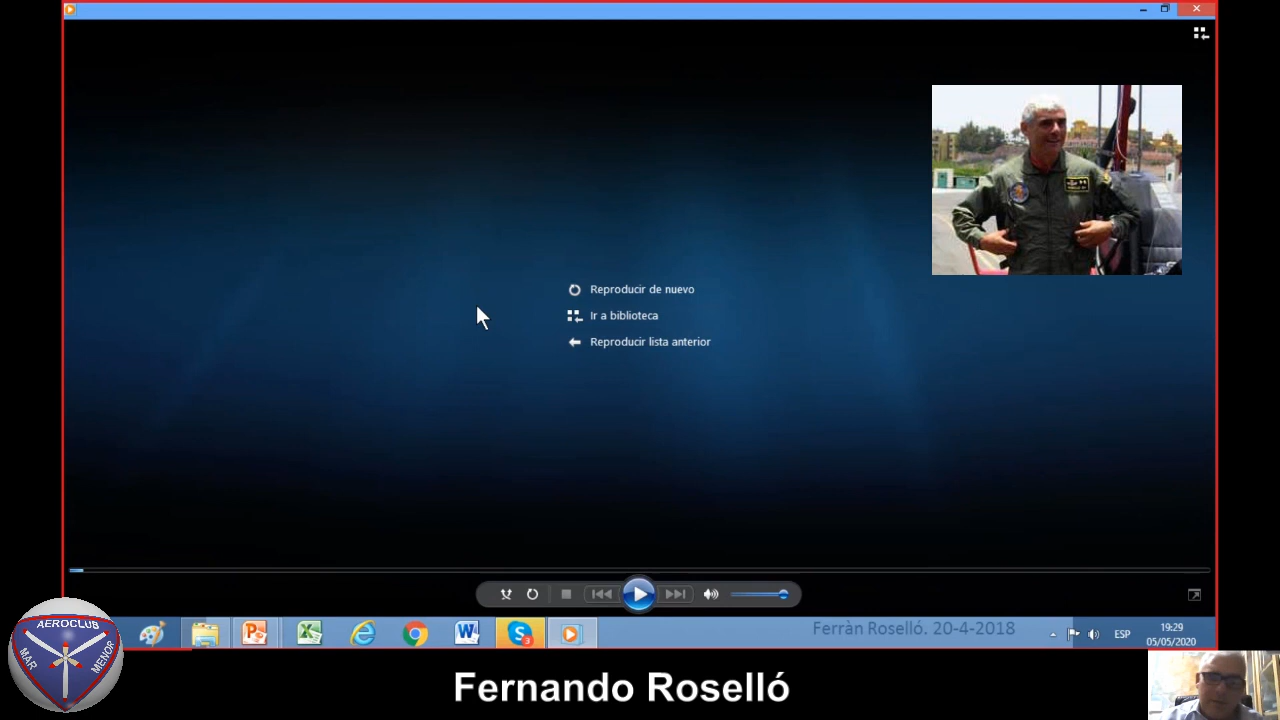 Reproducir de nuevo
Ir a biblioteca
Reproducir lista anterior
Ferràn Roselló. 20-4-2018
ESP
19:29
05/05/2020
3
AEROCLUB
MAR
MENOR
Fernando Roselló